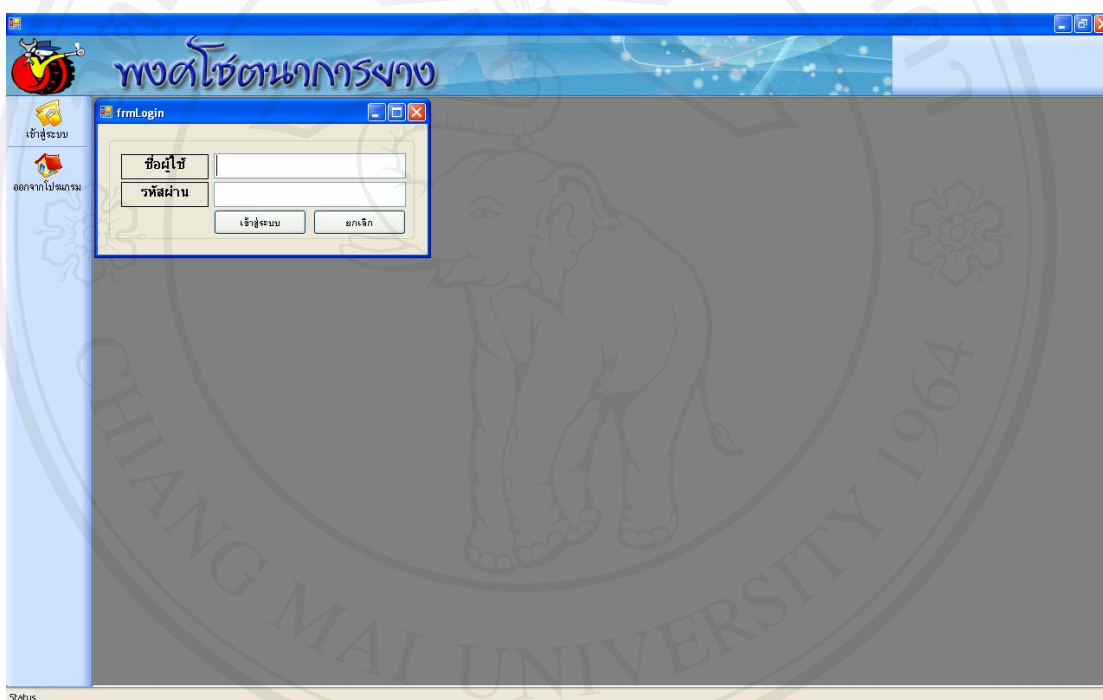 พงศ์โชตนาการยาง
เข้าสู่ระบบ
ออกจากโปรแกรม
frmLogin
ชื่อผู้ใช้
รหัสผ่าน
เข้าสู่ระบบ
ยกเลิก
CHIANG MAI UNIVERSITY 1964
Status